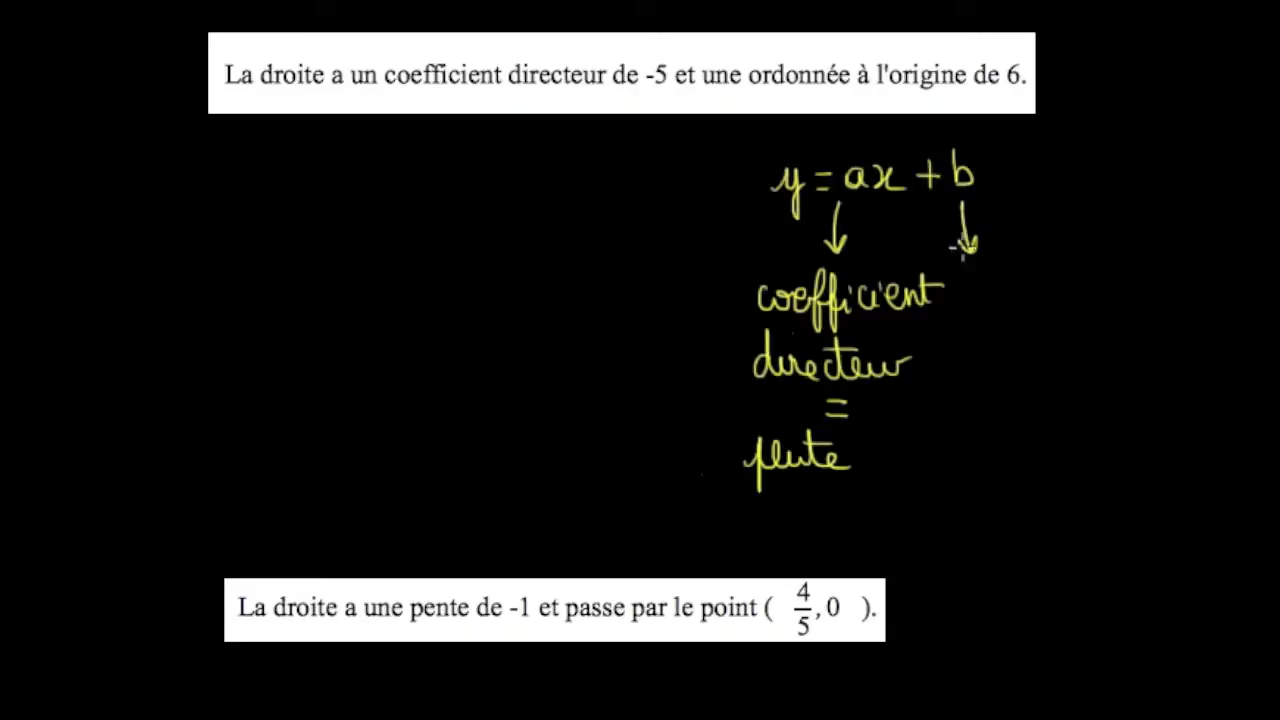 La droite a un coefficient directeur de -5 et une ordonnée à l'origine de 6.
y = ax + b
coefficient
directeur
=
pente
La droite a une pente de -1 et passe par le point ( 4/5 , 0 ).